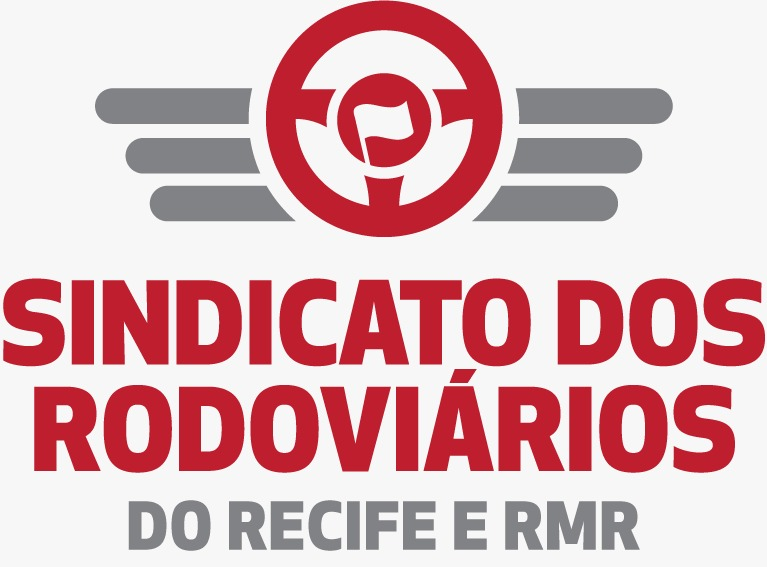 SINDICATO DOS
RODOVIÁRIOS
DO RECIFE E RMR